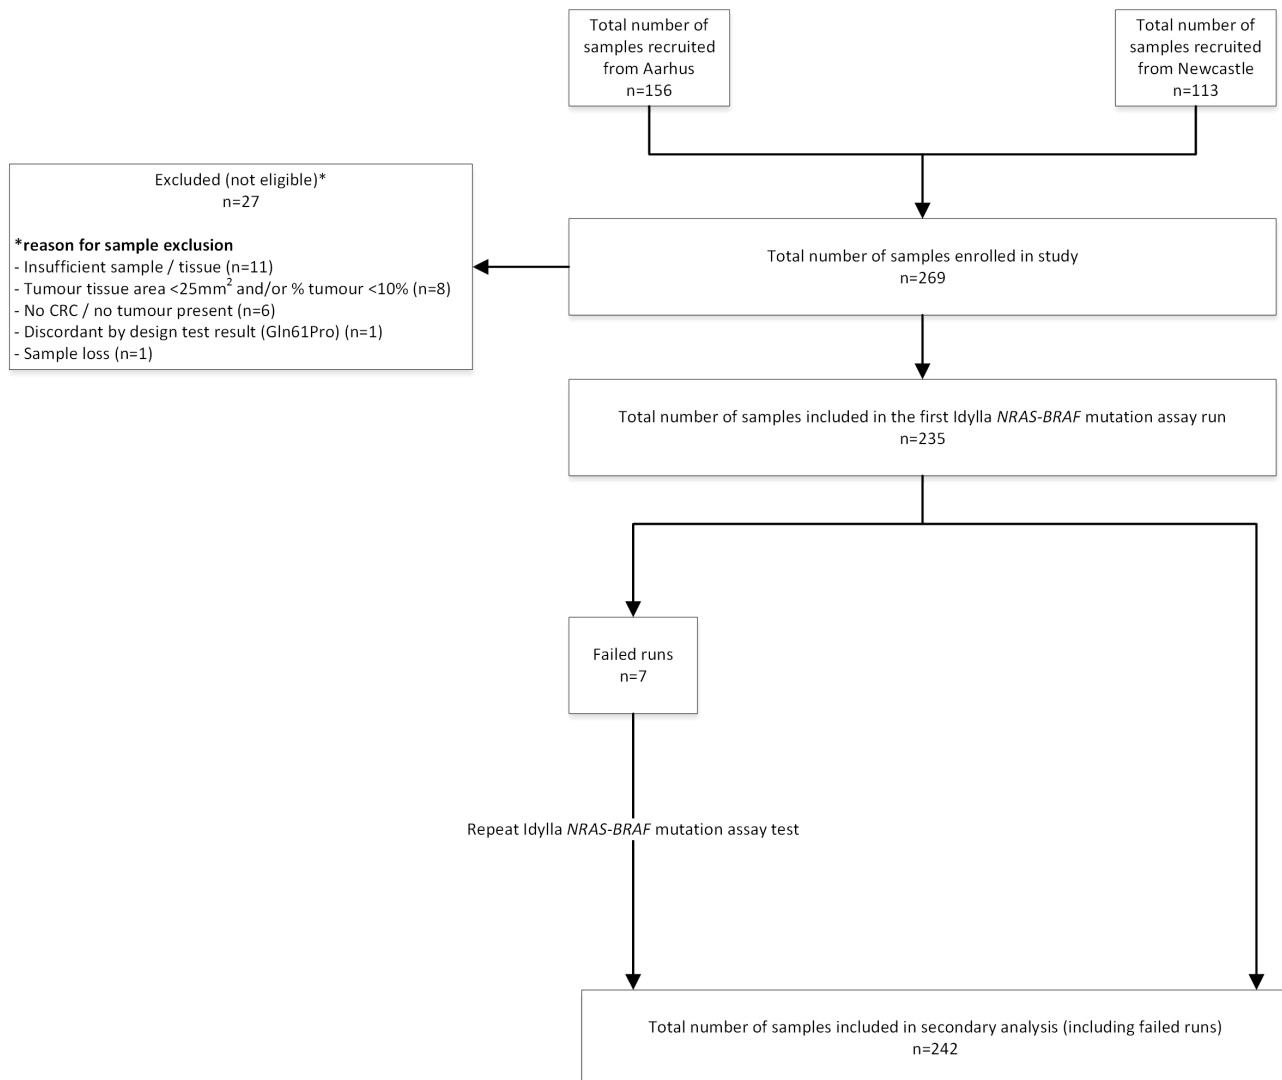 Total number of
samples recruited
from Aarhus
n=156
Total number of
samples recruited
from Newcastle
n=113
Excluded (not eligible)*
n=27
*reason for sample exclusion
- Insufficient sample / tissue (n=11)
- Tumour tissue area <25mm² and/or % tumour <10% (n=8)
- No CRC / no tumour present (n=6)
- Discordant by design test result (Gln61Pro) (n=1)
- Sample loss (n=1)
Total number of samples enrolled in study
n=269
Total number of samples included in the first Idylla NRAS-BRAF mutation assay run
n=235
Failed runs
n=7
Repeat Idylla NRAS-BRAF mutation assay test
Total number of samples included in secondary analysis (including failed runs)
n=242